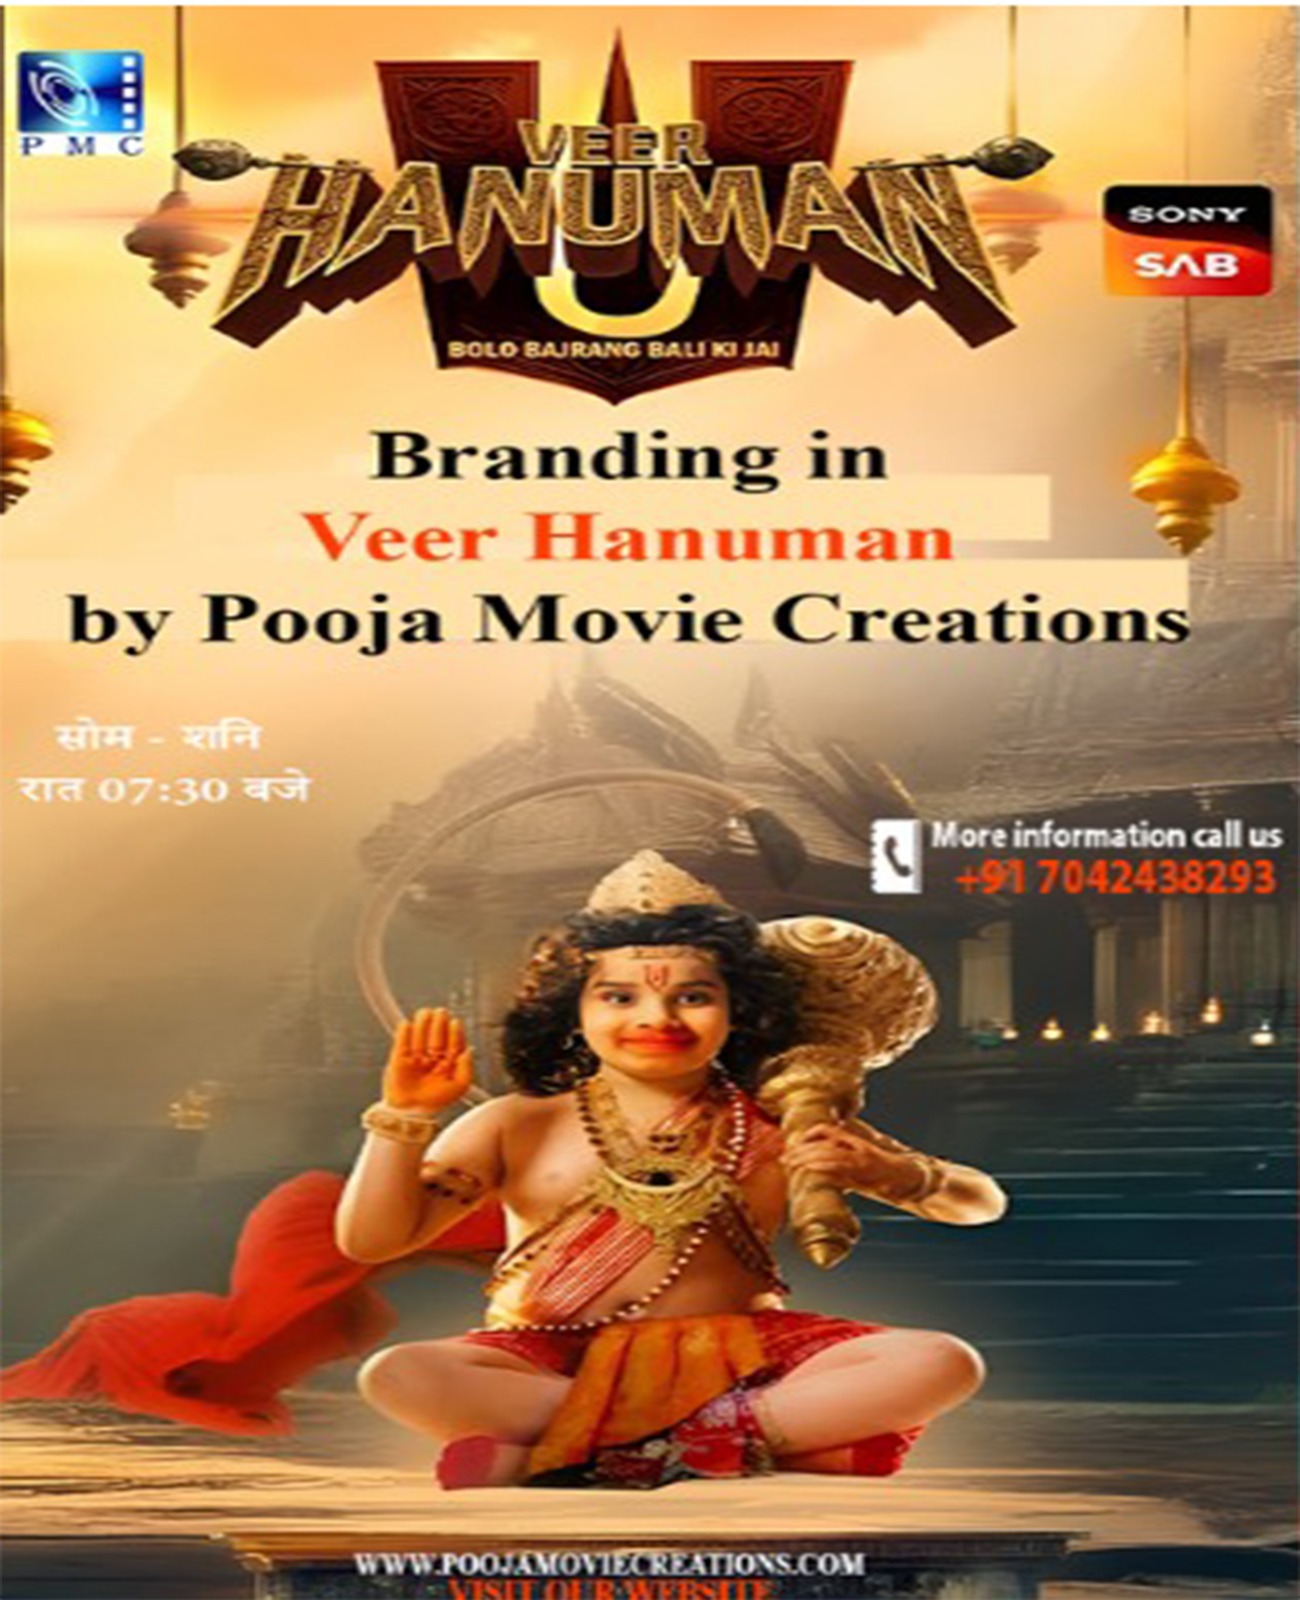 P M C
VEER
HANUMAN
SONY
SAB
BOLO BAJRANG BALI KI JAI
Branding in
Veer Hanuman
by Pooja Movie Creations
सोम - शनि
रात 07:30 बजे
More information call us
+91 7042438293
WWW.POOJAMOVIECREATIONS.COM
VISIT OUR WEBSITE